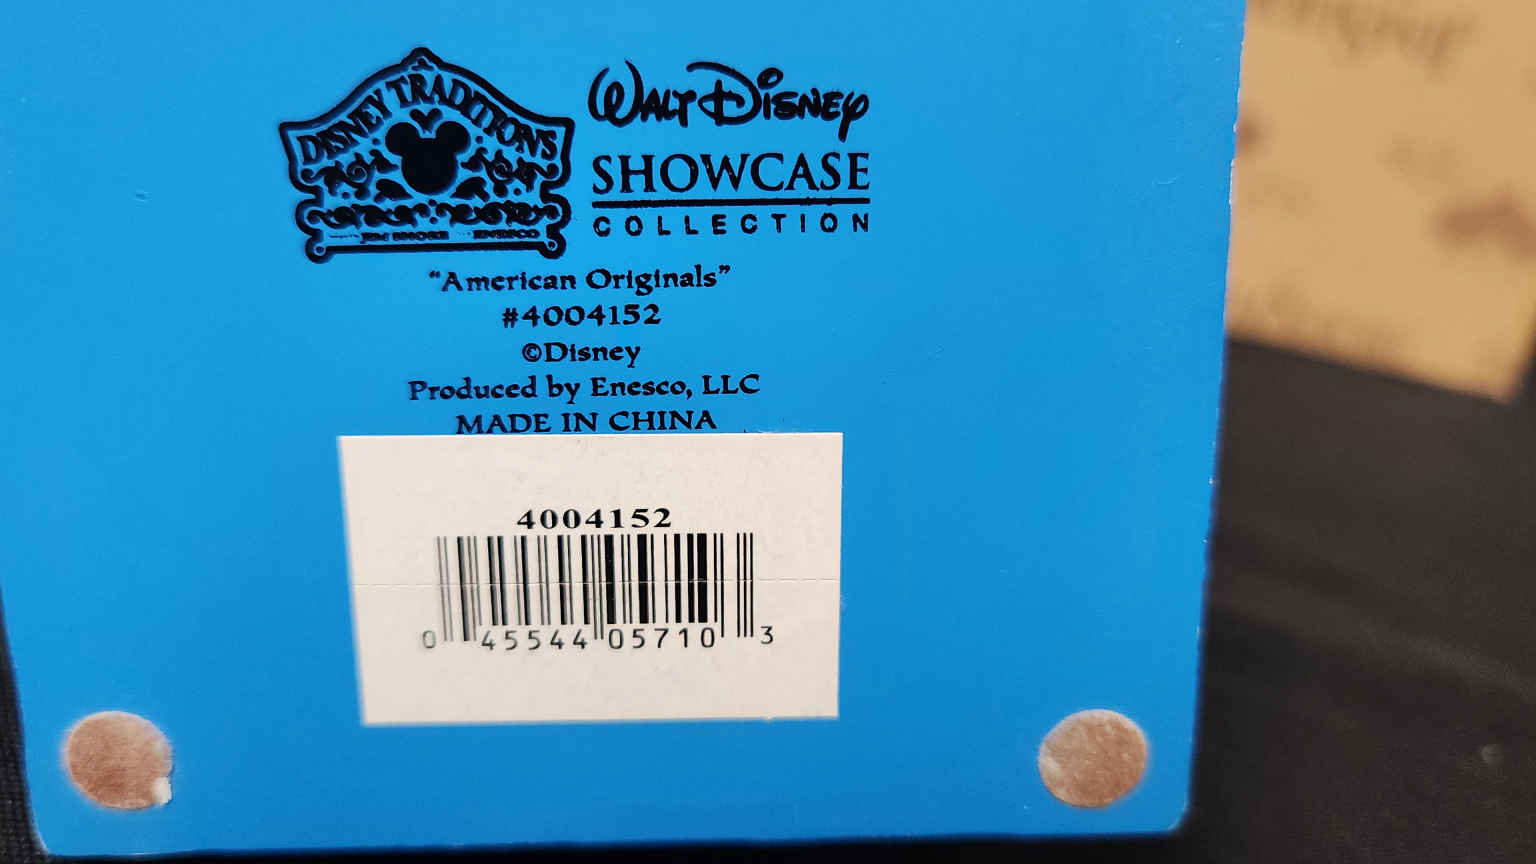 DISNEY TRADITIONS
JIM SHORE ENESCO
WALT DISNEY
SHOWCASE
COLLECTION
"American Originals"
#4004152
©Disney
Produced by Enesco, LLC
MADE IN CHINA
4004152
0 45544 05710 3